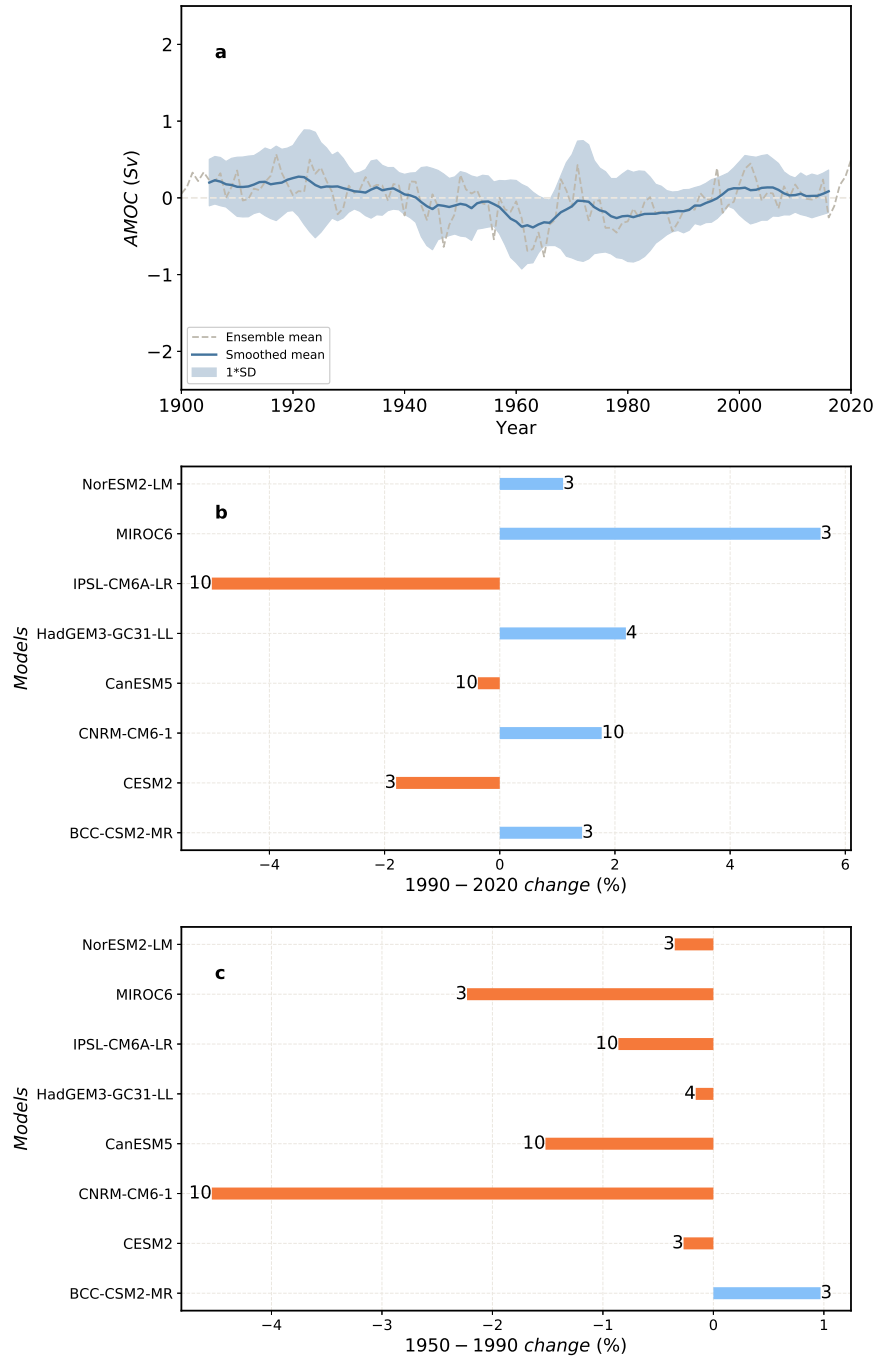 a
AMOC (Sv)
2
1
0
−1
−2
Ensemble mean
Smoothed mean
1*SD
1900 1920 1940 1960 1980 2000 2020
Year
b
Models
NorESM2-LM 3
MIROC6 3
IPSL-CM6A-LR 10
HadGEM3-GC31-LL 4
CanESM5 10
CNRM-CM6-1 10
CESM2 3
BCC-CSM2-MR 3
−4 −2 0 2 4 6
1990 − 2020 change (%)
c
Models
NorESM2-LM 3
MIROC6 3
IPSL-CM6A-LR 10
HadGEM3-GC31-LL 4
CanESM5 10
CNRM-CM6-1 10
CESM2 3
BCC-CSM2-MR 3
−4 −3 −2 −1 0 1
1950 − 1990 change (%)